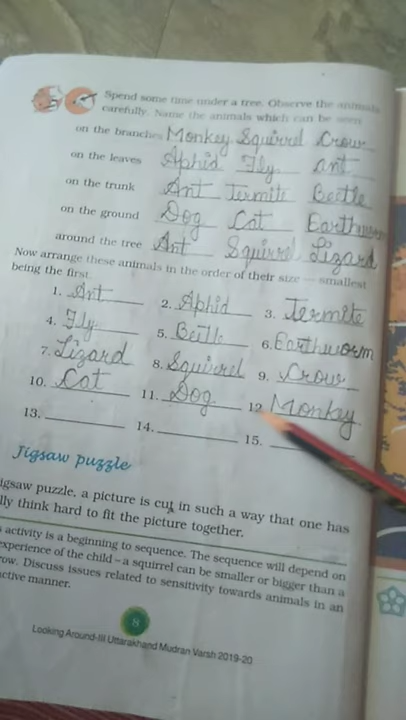 Spend some time under a tree. Observe the animals
carefully. Name the animals which can be seen
on the branches Monkey Squirrel Crow
on the leaves Aphid Fly ant
on the trunk Ant Termite Beetle
on the ground Dog Cat Earthworm
around the tree Ant Squirrel Lizard
Now arrange these animals in the order of their size — smallest
being the first.
1. Ant 2. Aphid 3. Termite
4. Fly 5. Beetle 6. Earthworm
7. Lizard 8. Squirrel 9. Crow
10. Cat 11. Dog 12. Monkey
13. 14. 15.
Jigsaw puzzle
jigsaw puzzle, a picture is cut in such a way that one has
lly think hard to fit the picture together.
s activity is a beginning to sequence. The sequence will depend on
experience of the child – a squirrel can be smaller or bigger than a
row. Discuss issues related to sensitivity towards animals in an
active manner.
8
Looking Around-III Uttarakhand Mudran Varsh 2019-20